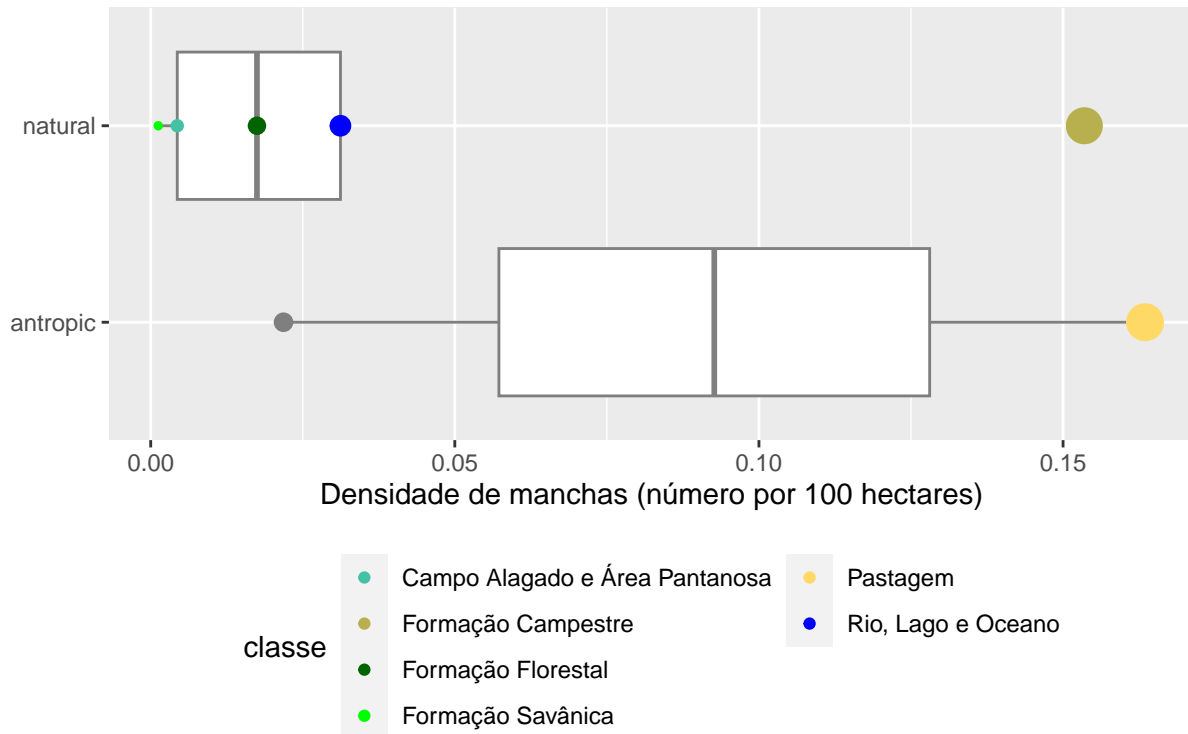 natural
antropic
0.00 0.05 0.10 0.15
Densidade de manchas (número por 100 hectares)
classe
Campo Alagado e Área Pantanosa
Formação Campestre
Formação Florestal
Formação Savânica
Pastagem
Rio, Lago e Oceano